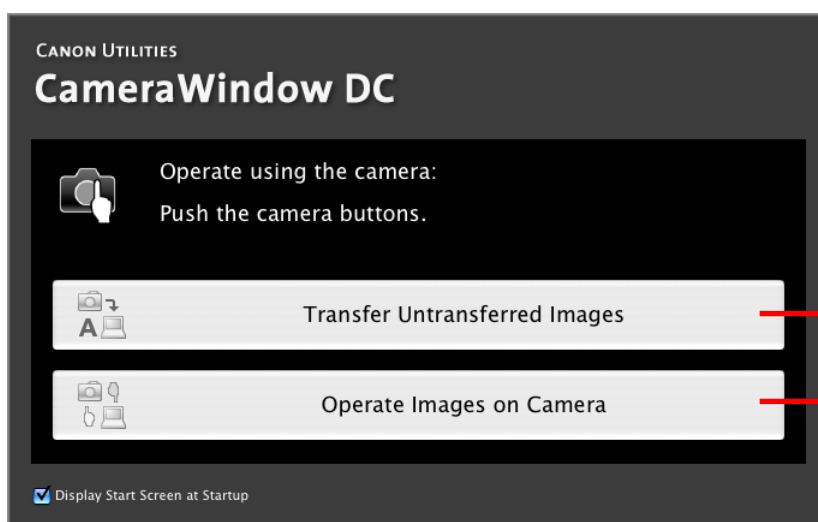 CANON UTILITIES
CameraWindow DC
Operate using the camera:
Push the camera buttons.
A
Transfer Untransferred Images
Operate Images on Camera
Display Start Screen at Startup